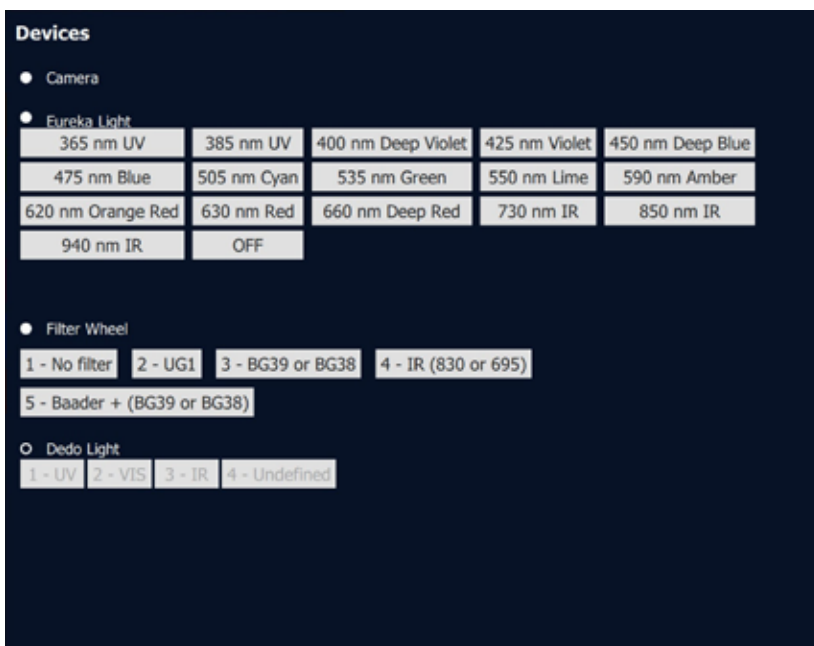 Devices
Camera
Eureka Light
365 nm UV 385 nm UV 400 nm Deep Violet 425 nm Violet 450 nm Deep Blue
475 nm Blue 505 nm Cyan 535 nm Green 550 nm Lime 590 nm Amber
620 nm Orange Red 630 nm Red 660 nm Deep Red 730 nm IR 850 nm IR
940 nm IR OFF
Filter Wheel
1 - No filter 2 - UG1 3 - BG39 or BG38 4 - IR (830 or 695)
5 - Baader + (BG39 or BG38)
Dedo Light
1 - UV 2 - VIS 3 - IR 4 - Undefined